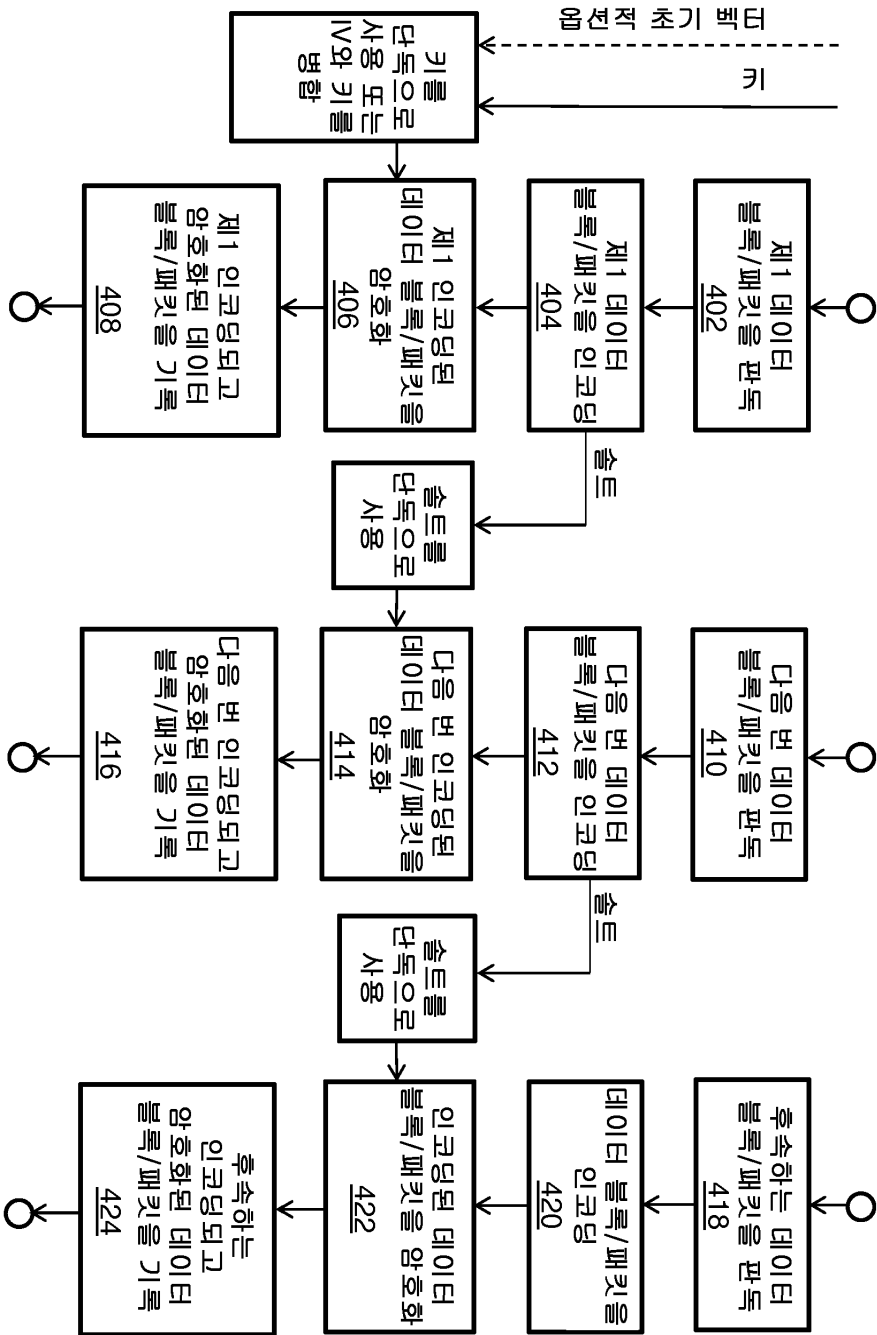 옵션적 초기 벡터
키
키를
단독으로
사용 또는
IV와 키를
병합
제1 데이터
블록/패킷을 판독
402
제1 데이터
블록/패킷을 인코딩
404
솔트
제1 인코딩된
데이터 블록/패킷을
암호화
406
제1 인코딩되고
암호화된 데이터
블록/패킷을 기록
408
솔트를
단독으로
사용
다음 번 데이터
블록/패킷을 판독
410
다음 번 데이터
블록/패킷을 인코딩
412
솔트
다음 번 인코딩된
데이터 블록/패킷을
암호화
414
다음 번 인코딩되고
암호화된 데이터
블록/패킷을 기록
416
솔트를
단독으로
사용
후속하는 데이터
블록/패킷을 판독
418
데이터 블록/패킷을
인코딩
420
인코딩된 데이터
블록/패킷을 암호화
422
후속하는
인코딩되고
암호화된 데이터
블록/패킷을 기록
424